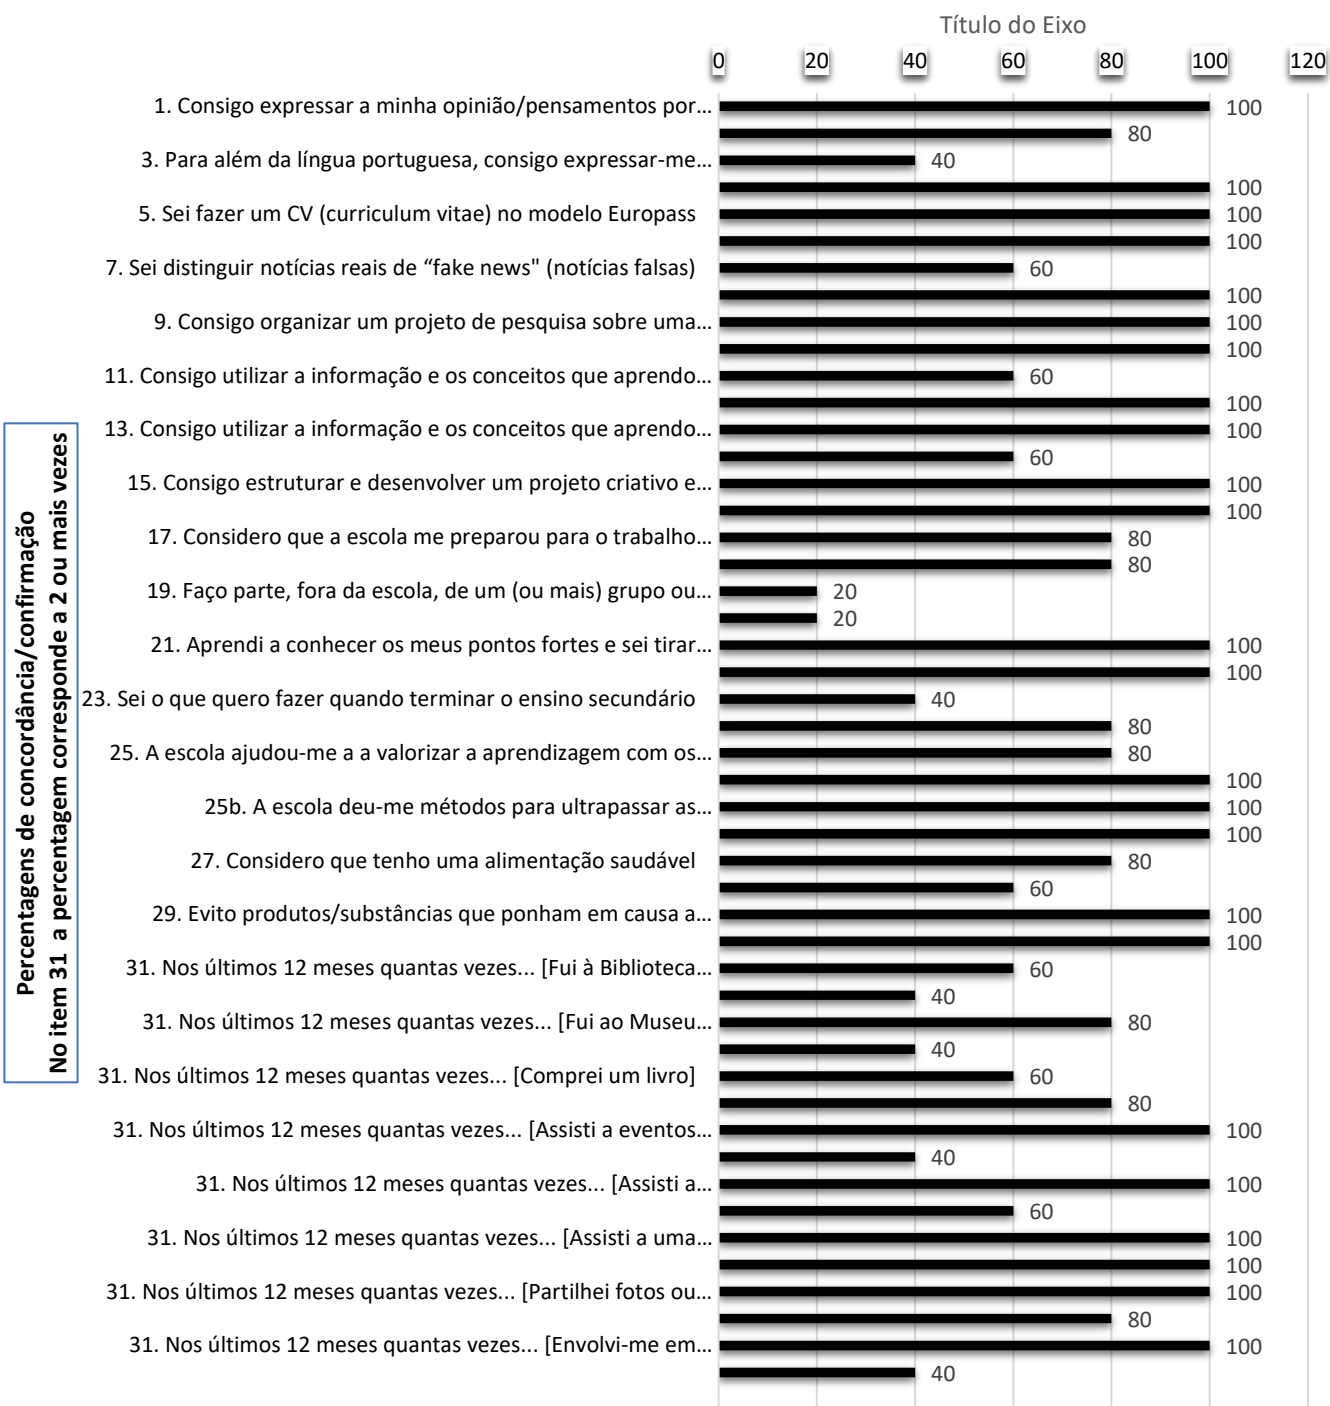 Título do Eixo
0 20 40 60 80 100 120
1. Consigo expressar a minha opinião/pensamentos por... 100
80
3. Para além da língua portuguesa, consigo expressar-me... 40
100
5. Sei fazer um CV (curriculum vitae) no modelo Europass 100
100
7. Sei distinguir notícias reais de “fake news" (notícias falsas) 60
100
9. Consigo organizar um projeto de pesquisa sobre uma... 100
100
11. Consigo utilizar a informação e os conceitos que aprendo... 60
100
13. Consigo utilizar a informação e os conceitos que aprendo... 100
60
15. Consigo estruturar e desenvolver um projeto criativo e... 100
100
17. Considero que a escola me preparou para o trabalho... 80
80
19. Faço parte, fora da escola, de um (ou mais) grupo ou... 20
20
21. Aprendi a conhecer os meus pontos fortes e sei tirar... 100
100
23. Sei o que quero fazer quando terminar o ensino secundário 40
80
25. A escola ajudou-me a a valorizar a aprendizagem com os... 80
100
25b. A escola deu-me métodos para ultrapassar as... 100
100
27. Considero que tenho uma alimentação saudável 80
60
29. Evito produtos/substâncias que ponham em causa a... 100
100
31. Nos últimos 12 meses quantas vezes... [Fui à Biblioteca... 60
40
31. Nos últimos 12 meses quantas vezes... [Fui ao Museu... 80
40
31. Nos últimos 12 meses quantas vezes... [Comprei um livro] 60
80
31. Nos últimos 12 meses quantas vezes... [Assisti a eventos... 100
40
31. Nos últimos 12 meses quantas vezes... [Assisti a... 100
60
31. Nos últimos 12 meses quantas vezes... [Assisti a uma... 100
100
31. Nos últimos 12 meses quantas vezes... [Partilhei fotos ou... 100
80
31. Nos últimos 12 meses quantas vezes... [Envolvi-me em... 100
40
Percentagens de concordância/confirmação
No item 31 a percentagem corresponde a 2 ou mais vezes